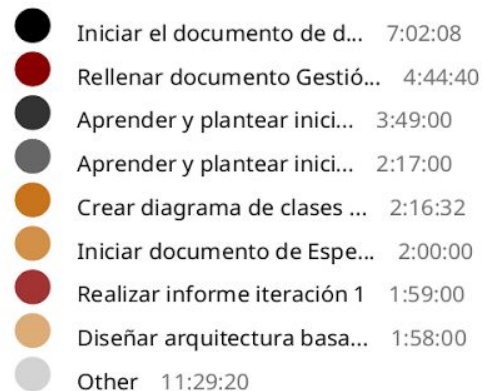 Iniciar el documento de d... 7:02:08
Rellenar documento Gestió... 4:44:40
Aprender y plantear inici... 3:49:00
Aprender y plantear inici... 2:17:00
Crear diagrama de clases ... 2:16:32
Iniciar documento de Espe... 2:00:00
Realizar informe iteración 1 1:59:00
Diseñar arquitectura basa... 1:58:00
Other 11:29:20